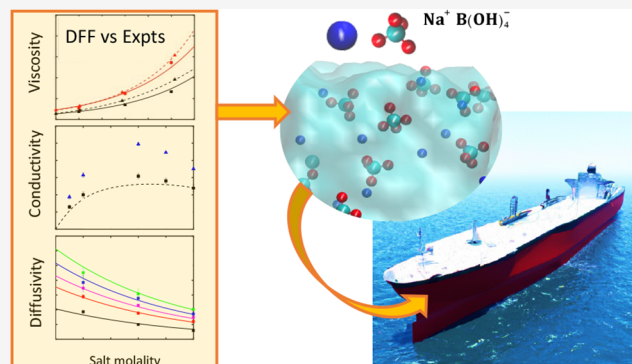 DFF vs Expts
Viscosity
Conductivity
Diffusivity
Salt molality
Na⁺ B(OH)₄⁻